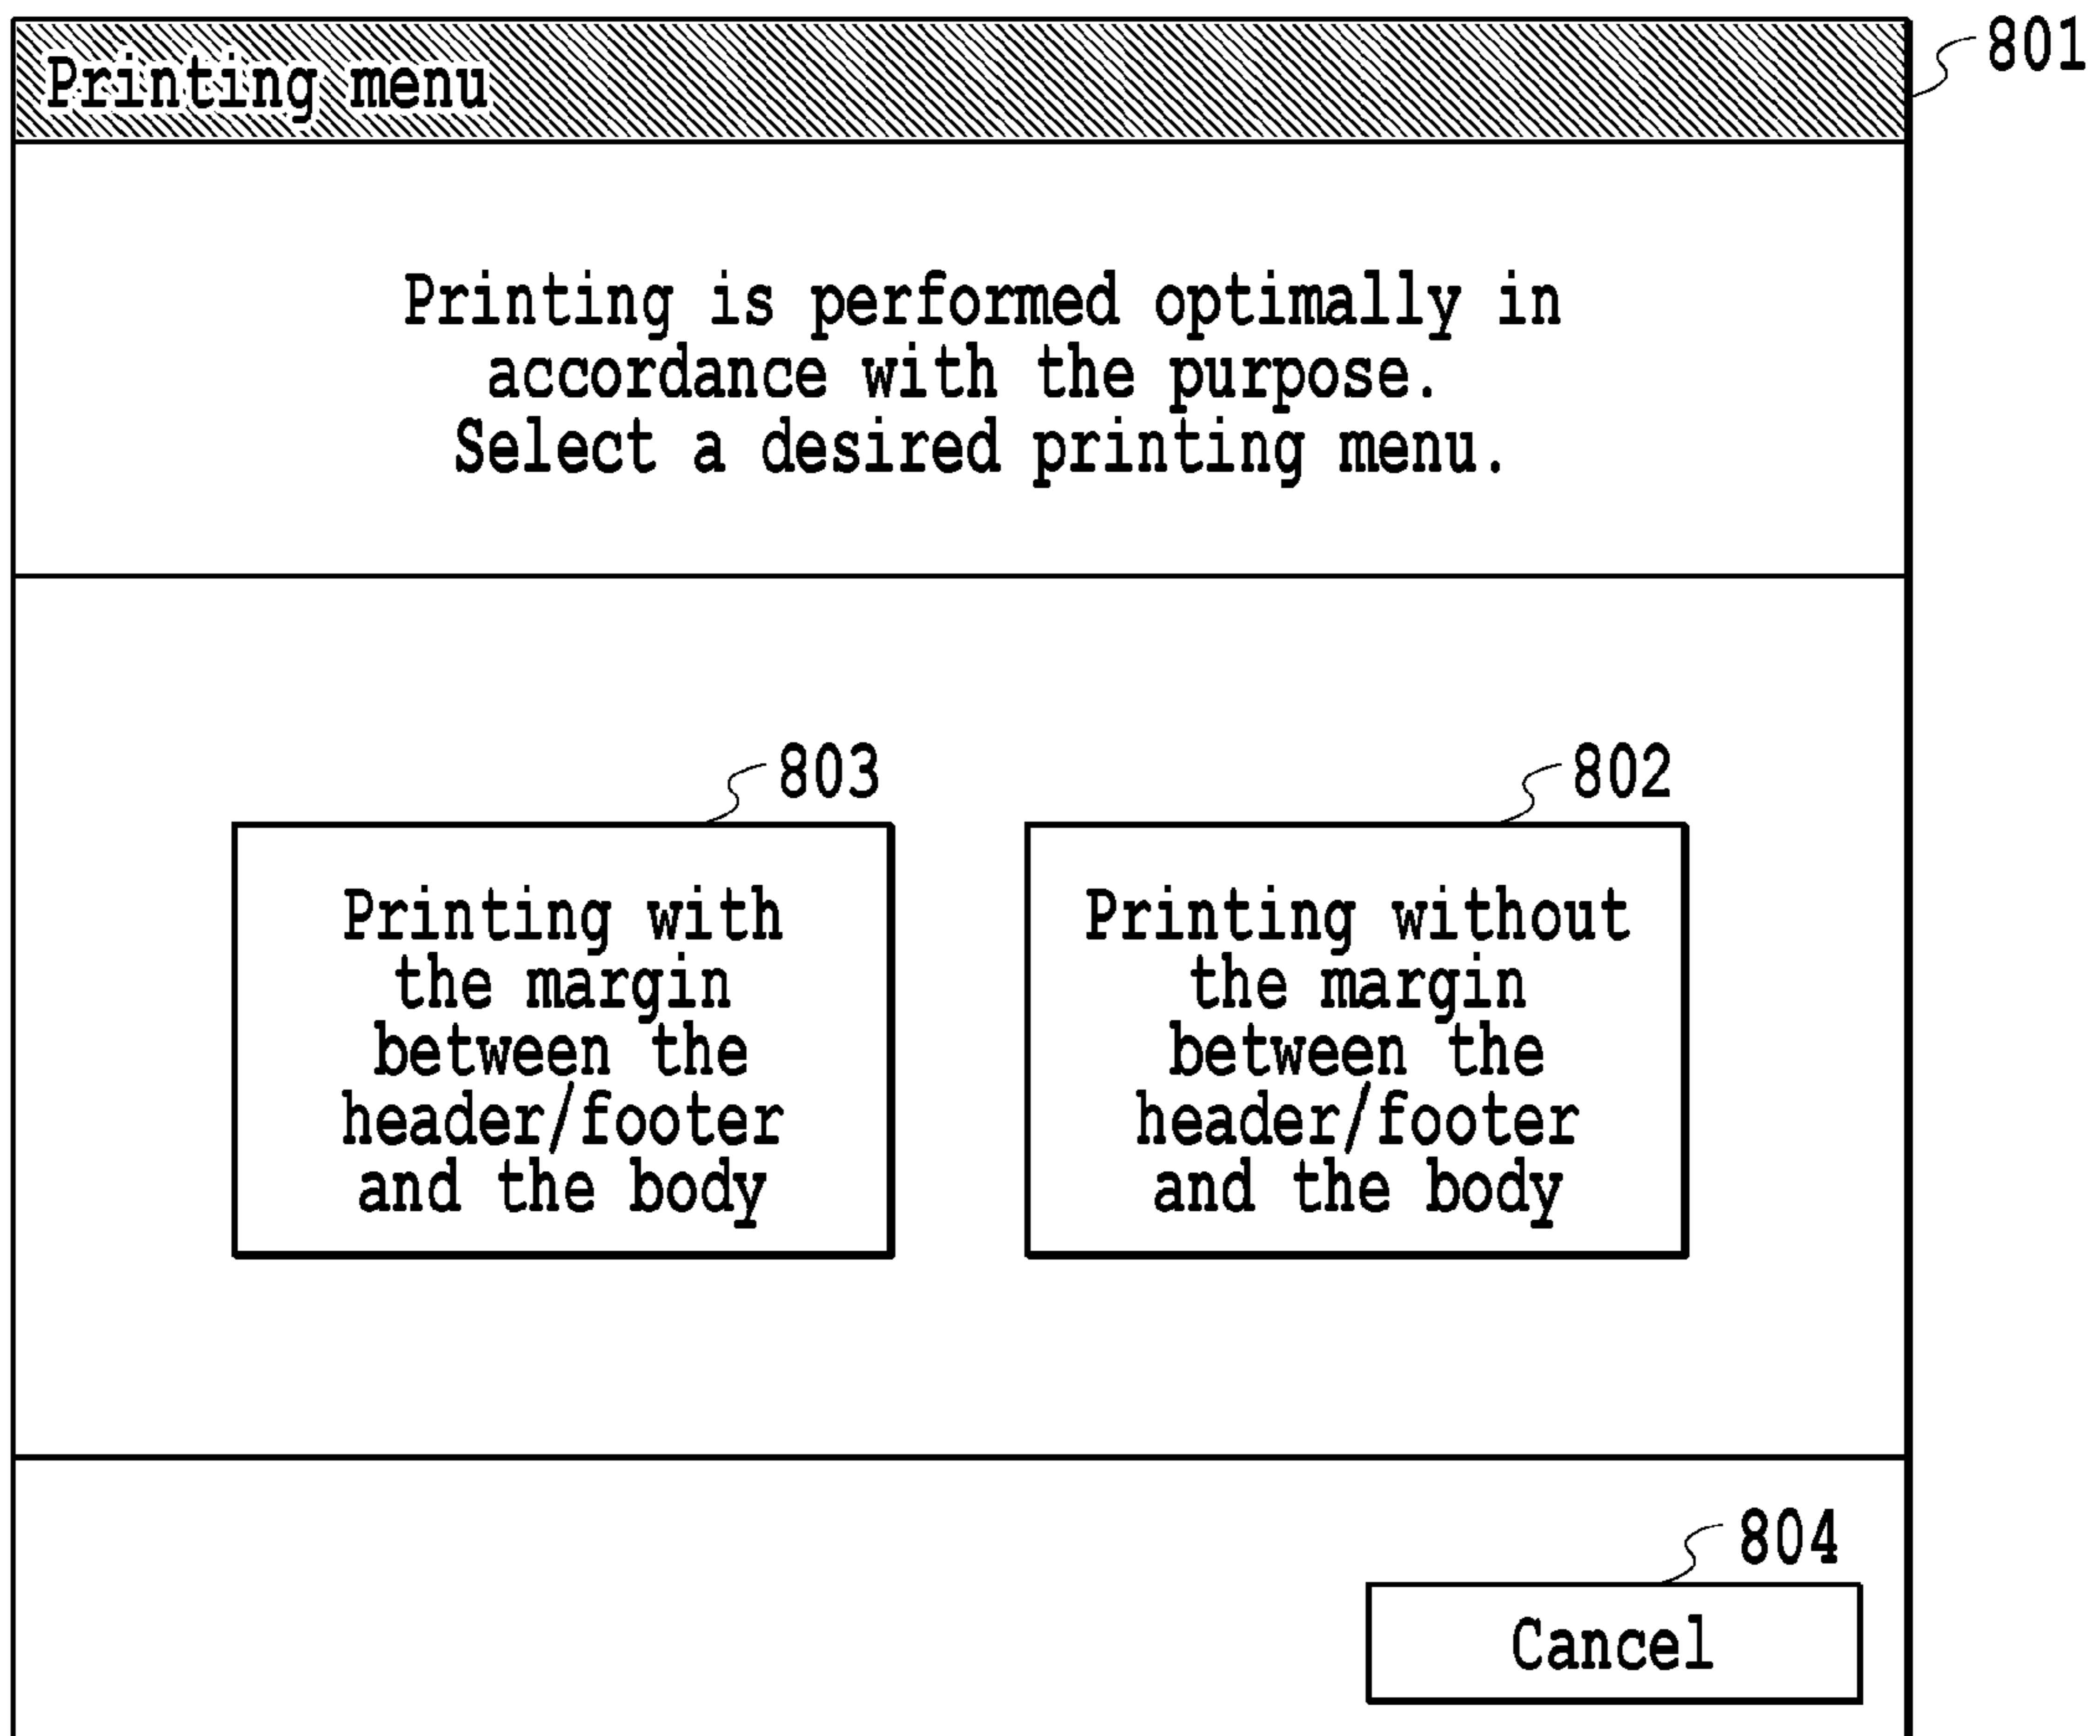 801
Printing menu
Printing is performed optimally in
accordance with the purpose.
Select a desired printing menu.
803
Printing with
the margin
between the
header/footer
and the body
802
Printing without
the margin
between the
header/footer
and the body
804
Cancel